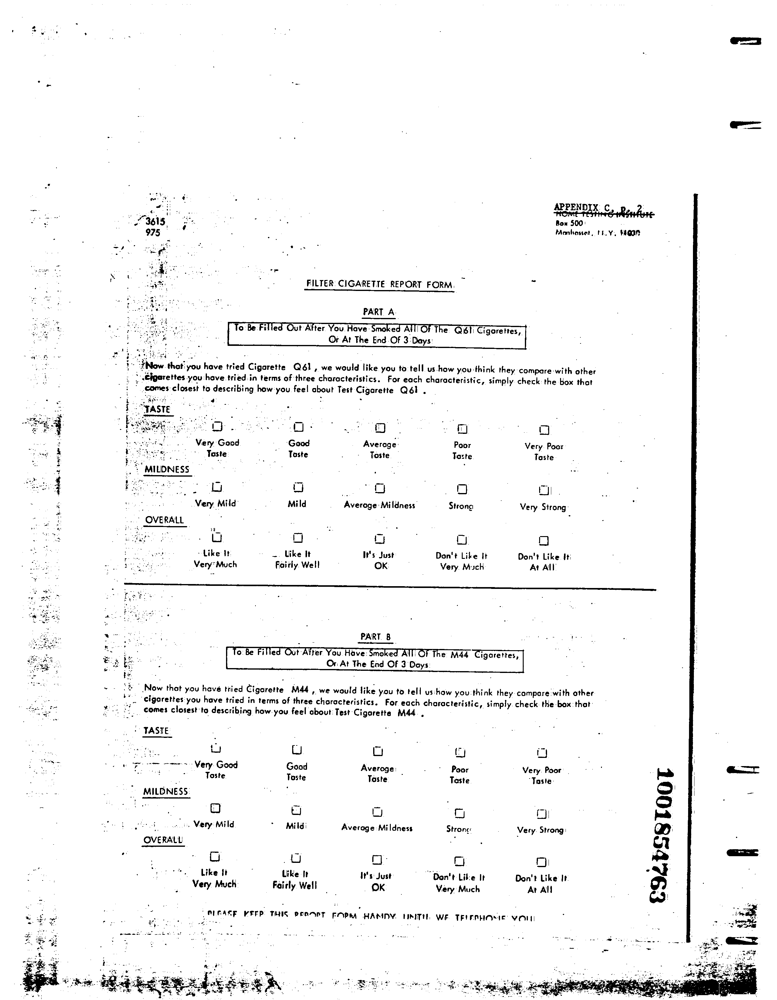 APPENDIX C, p. 2
HOME TESTING INSTITUTE
3615
Box 500
975
Manhasset, N.Y. 11030
FILTER CIGARETTE REPORT FORM
PART A
To Be Filled Out After You Have Smoked All Of The Q61 Cigarettes,
Or At The End Of 3 Days
Now that you have tried Cigarette Q61, we would like you to tell us how you think they compare with other
cigarettes you have tried in terms of three characteristics. For each characteristic, simply check the box that
comes closest to describing how you feel about Test Cigarette Q61.
TASTE
Very Good Good Average Poor Very Poor
Taste Taste Taste Taste Taste
MILDNESS
Very Mild Mild Average Mildness Strong Very Strong
OVERALL
Like It Like It It's Just Don't Like It Don't Like It
Very Much Fairly Well OK Very Much At All
PART B
To Be Filled Out After You Have Smoked All Of The M44 Cigarettes,
Or At The End Of 3 Days
Now that you have tried Cigarette M44, we would like you to tell us how you think they compare with other
cigarettes you have tried in terms of three characteristics. For each characteristic, simply check the box that
comes closest to describing how you feel about Test Cigarette M44.
TASTE
Very Good Good Average Poor Very Poor
Taste Taste Taste Taste Taste
MILDNESS
Very Mild Mild Average Mildness Strong Very Strong
OVERALL
Like It Like It It's Just Don't Like It Don't Like It
Very Much Fairly Well OK Very Much At All
PLEASE KEEP THIS REPORT FORM HANDY UNTIL WE TELEPHONE YOU
1001854763